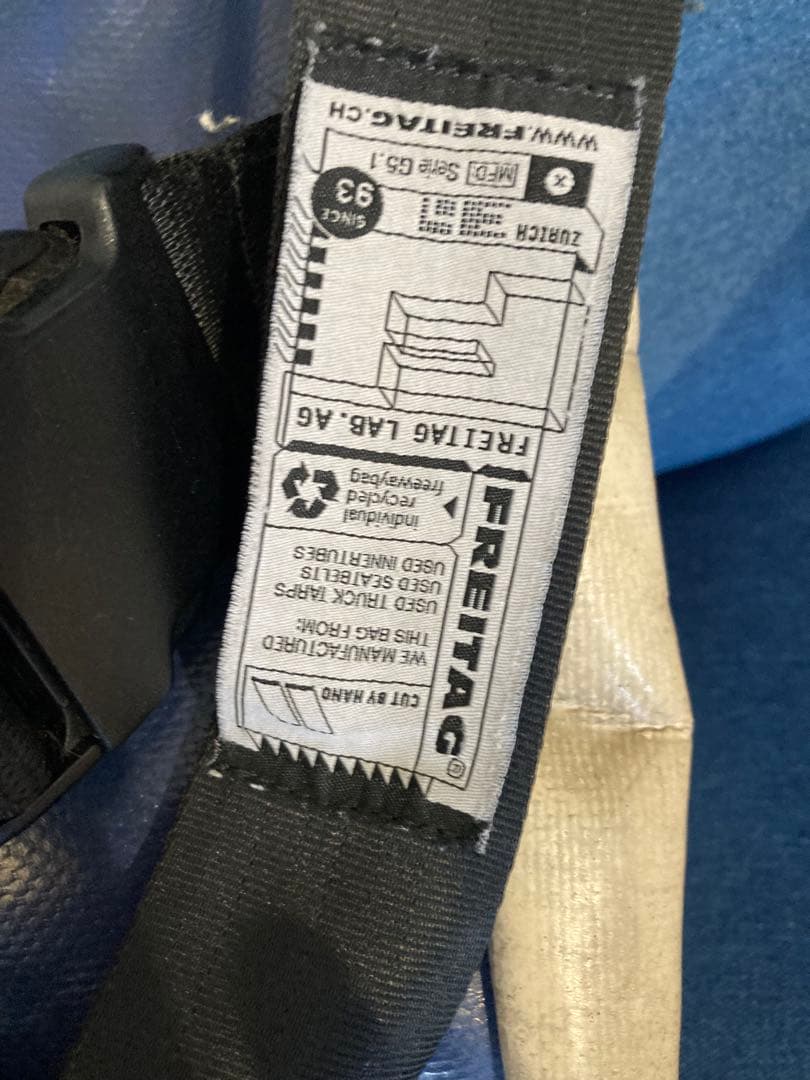 FREITAG®
CUT BY HAND
WE MANUFACTURED
THIS BAG FROM:
USED TRUCK TARPS
USED SEATBELTS
USED INNERTUBES
individual
recycled
freewaybag
FREITAG LAB. AG
ZURICH
SINCE
93
MFD: Serie G5.1
WWW.FREITAG.CH